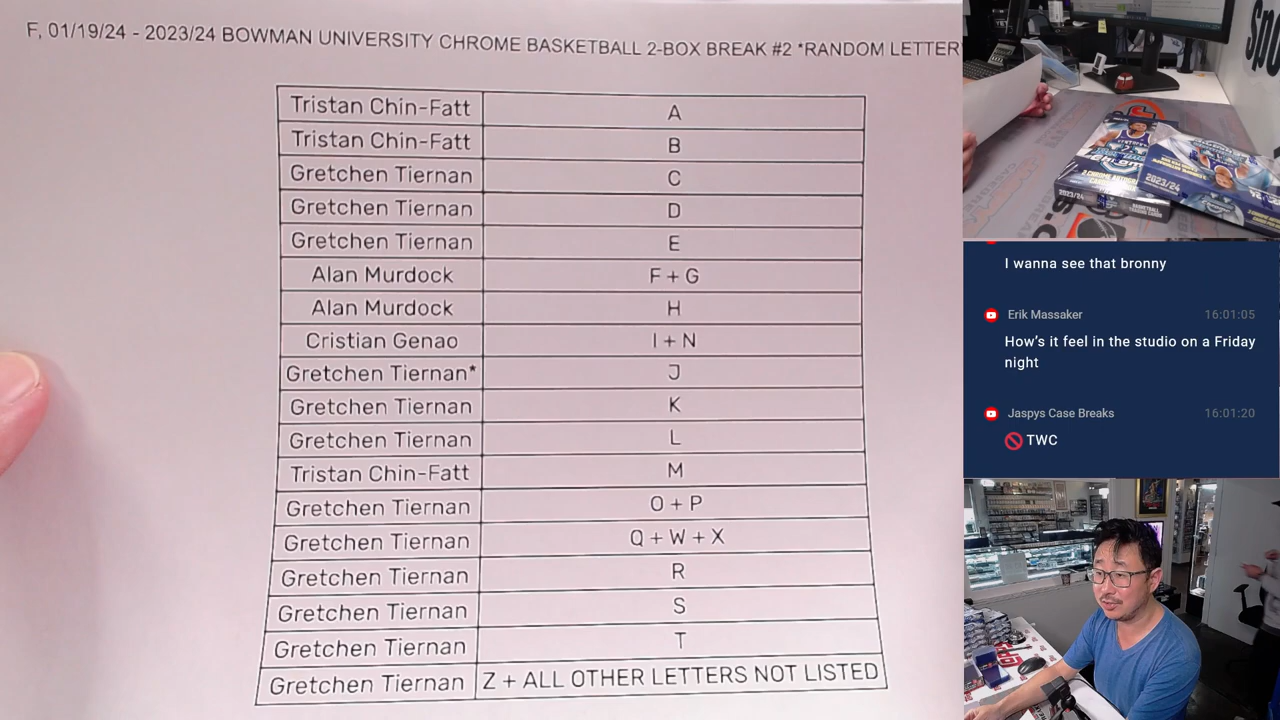 F, 01/19/24 - 2023/24 BOWMAN UNIVERSITY CHROME BASKETBALL 2-BOX BREAK #2 *RANDOM LETTER
Tristan Chin-Fatt A
Tristan Chin-Fatt B
Gretchen Tiernan C
Gretchen Tiernan D
Gretchen Tiernan E
Alan Murdock F + G
Alan Murdock H
Cristian Genao I + N
Gretchen Tiernan* J
Gretchen Tiernan K
Gretchen Tiernan L
Tristan Chin-Fatt M
Gretchen Tiernan O + P
Gretchen Tiernan Q + W + X
Gretchen Tiernan R
Gretchen Tiernan S
Gretchen Tiernan T
Gretchen Tiernan Z + ALL OTHER LETTERS NOT LISTED
2023/24
2023/24
I wanna see that bronny
Erik Massaker 16:01:05
How's it feel in the studio on a Friday
night
Jaspys Case Breaks 16:01:20
🚫 TWC